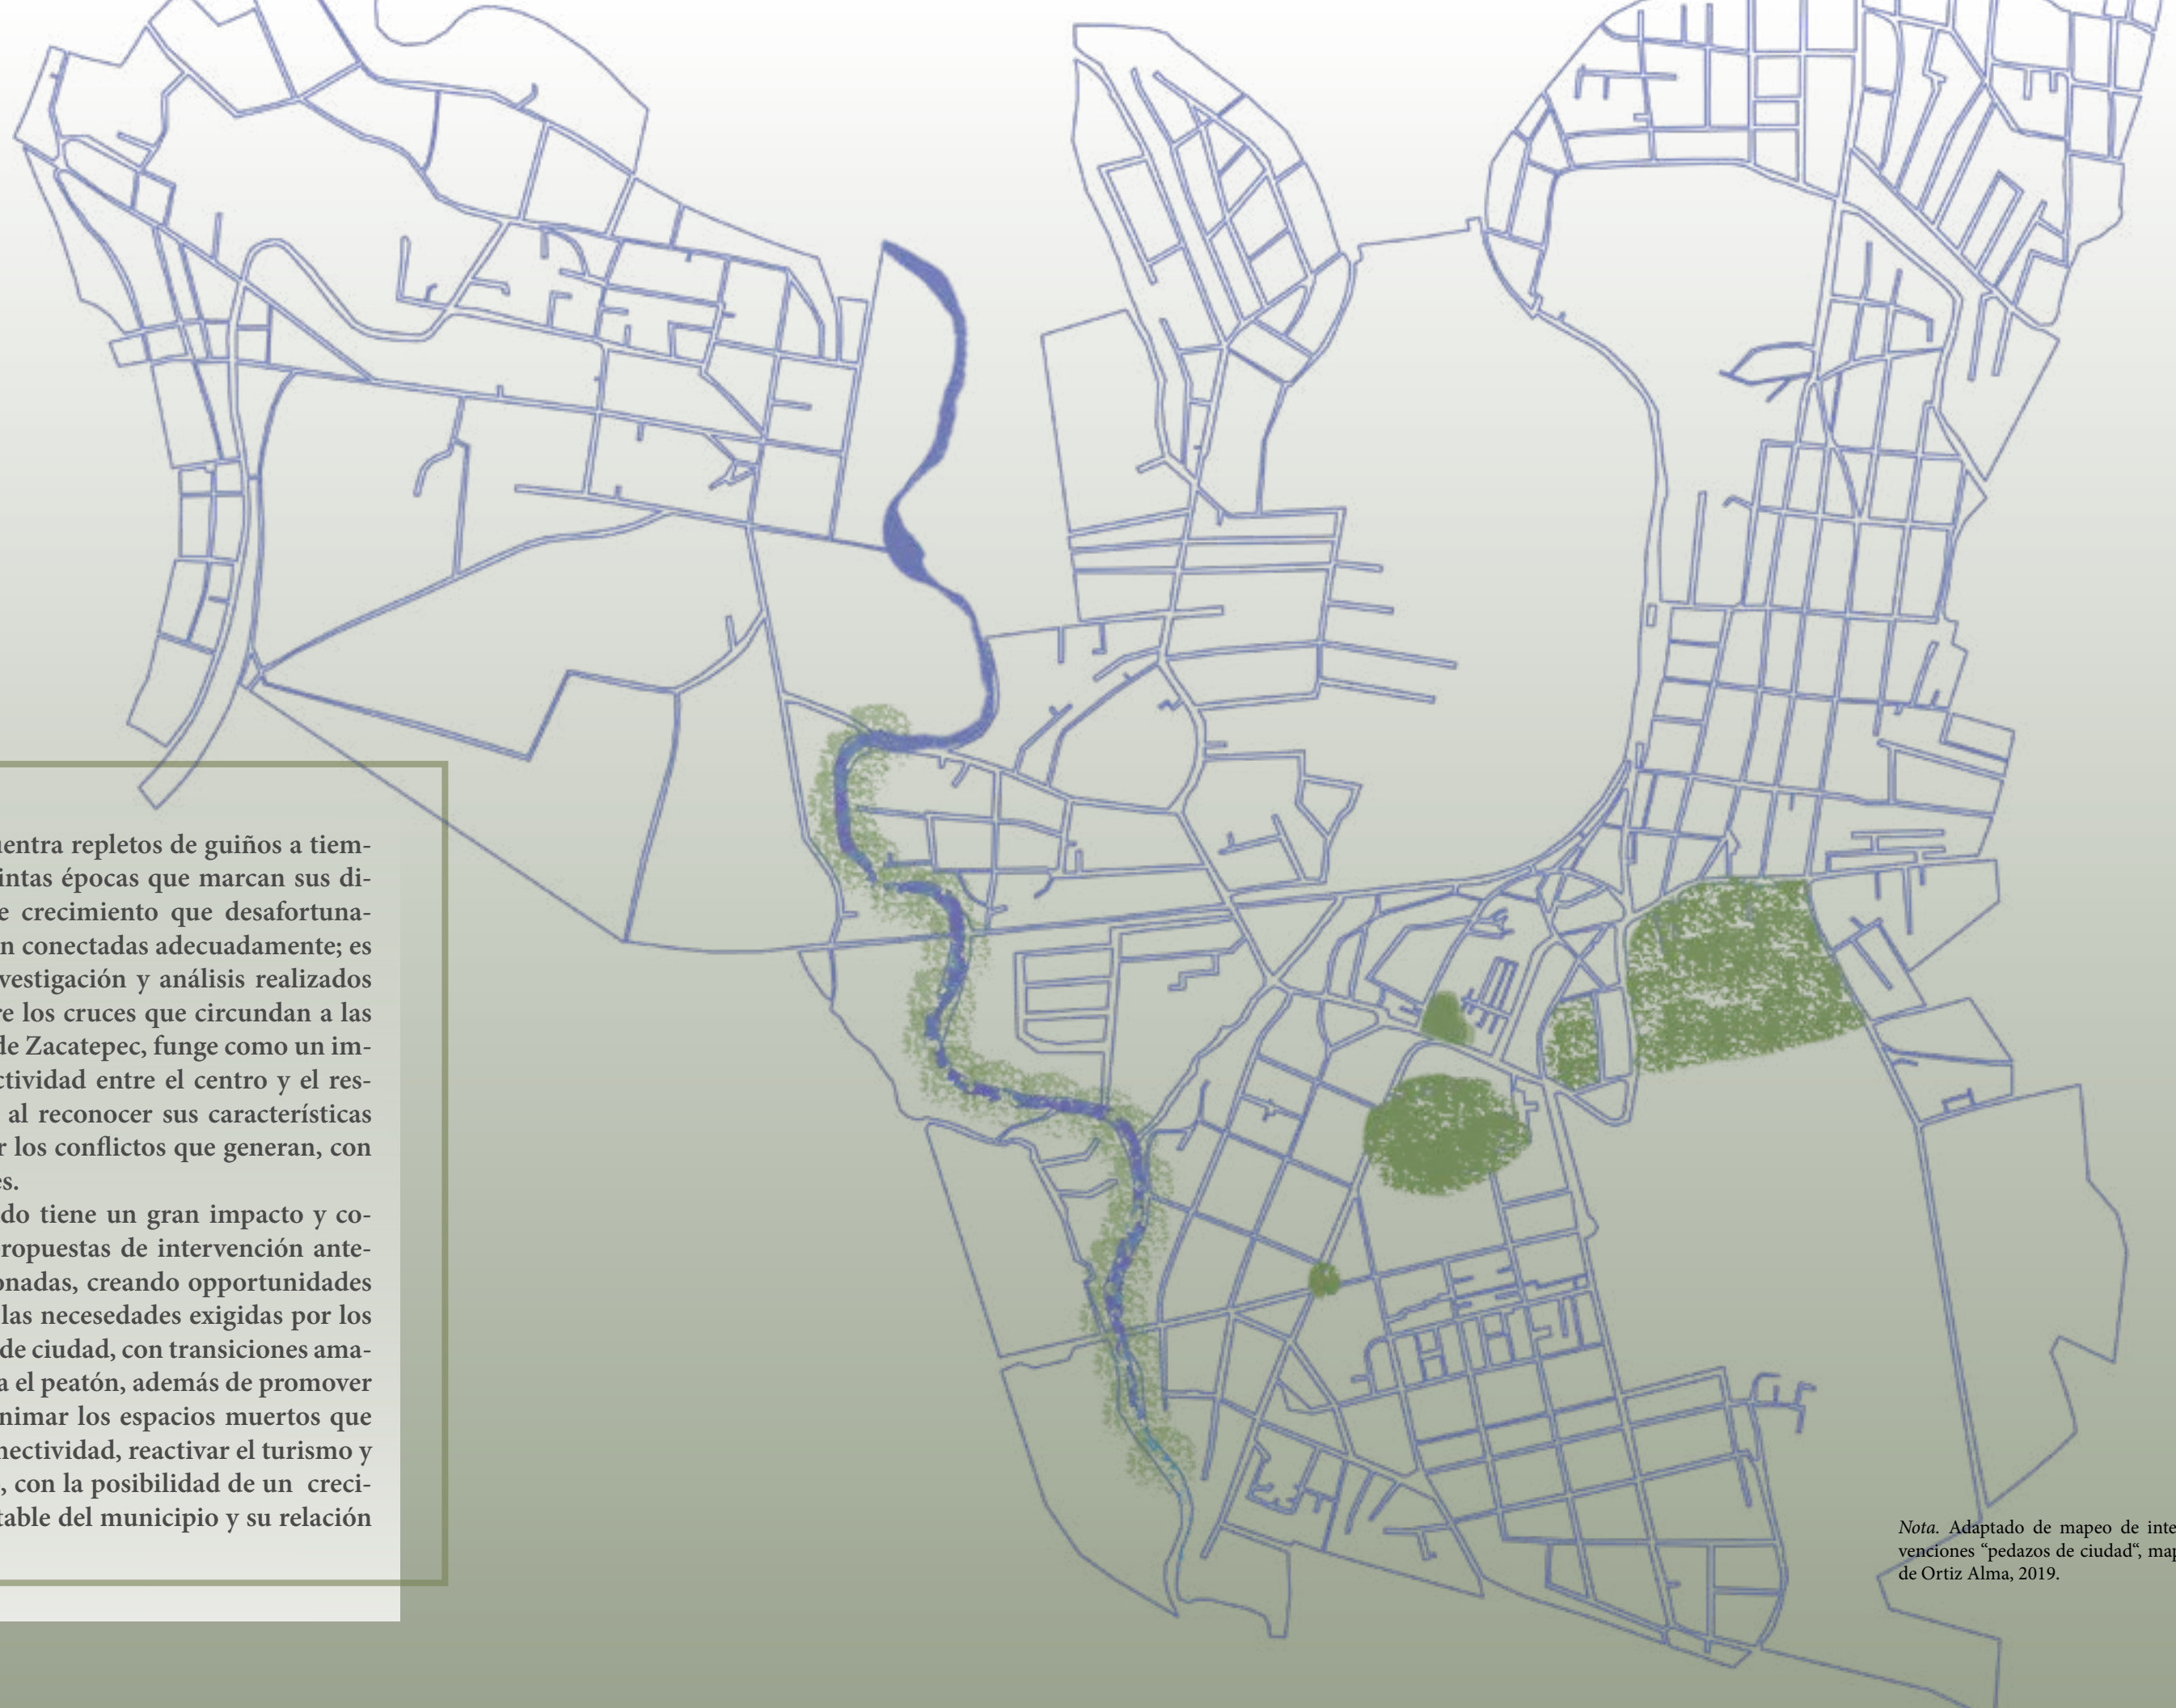 uentra repletos de guiños a tiem-
intas épocas que marcan sus di-
e crecimiento que desafortuna-
n conectadas adecuadamente; es
vestigación y análisis realizados
re los cruces que circundan a las
de Zacatepec, funge como un im-
ctividad entre el centro y el res-
al reconocer sus características
r los conflictos que generan, con
es.
do tiene un gran impacto y co-
ropuestas de intervención ante-
onadas, creando opportunidades
las necesedades exigidas por los
de ciudad, con transiciones ama-
a el peatón, además de promover
nimar los espacios muertos que
nectividad, reactivar el turismo y
, con la posibilidad de un creci-
table del municipio y su relación
Nota. Adaptado de mapeo de inte
venciones “pedazos de ciudad“, map
de Ortiz Alma, 2019.